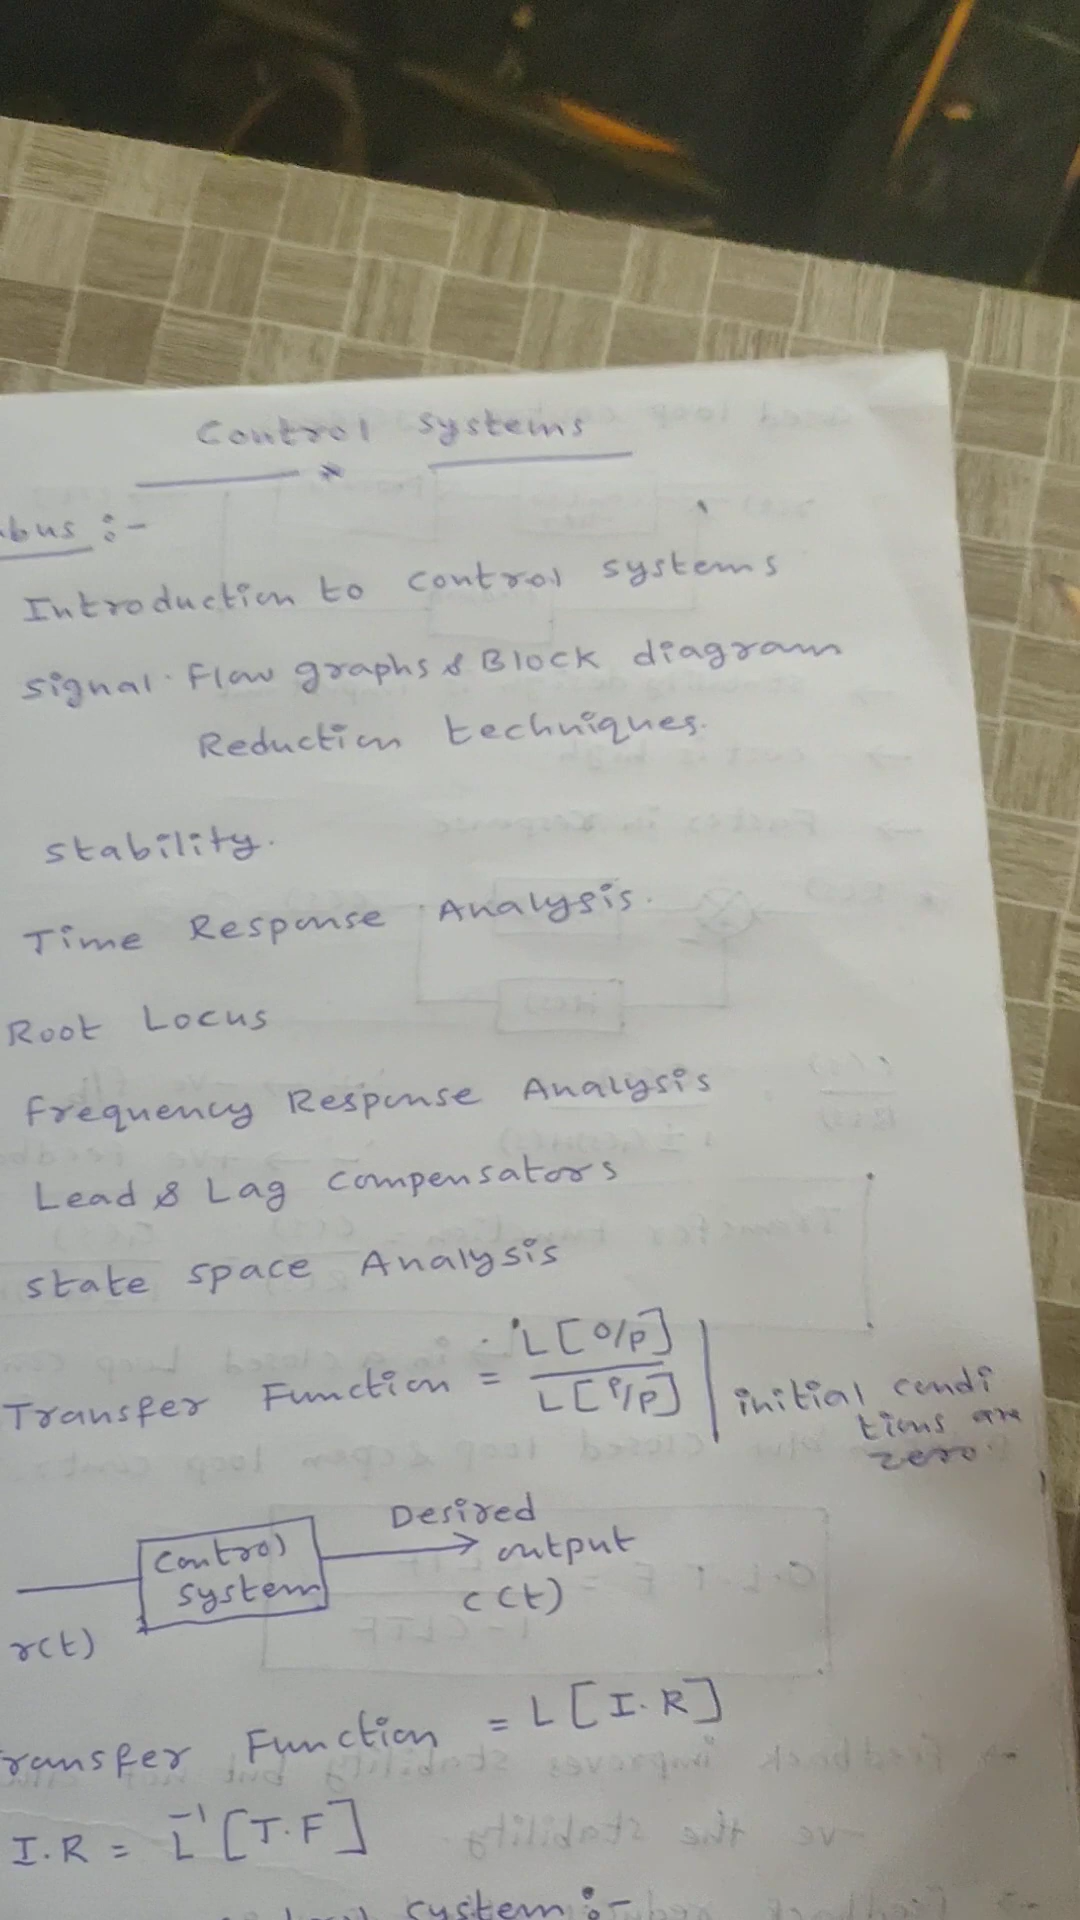 Control Systems
Introduction to control systems
Signal Flow graphs & Block diagram
Reduction techniques.
Stability.
Time Response Analysis.
Root Locus
Frequency Response Analysis
Lead & Lag Compensators
State space Analysis
Transfer Function = L[O/P] / L[i/P] | initial condi
tions are
zero
Desired
Control
system
output
c(t)
r(t)
Function = L[I.R]
I.R = L⁻¹[T.F]
system :-